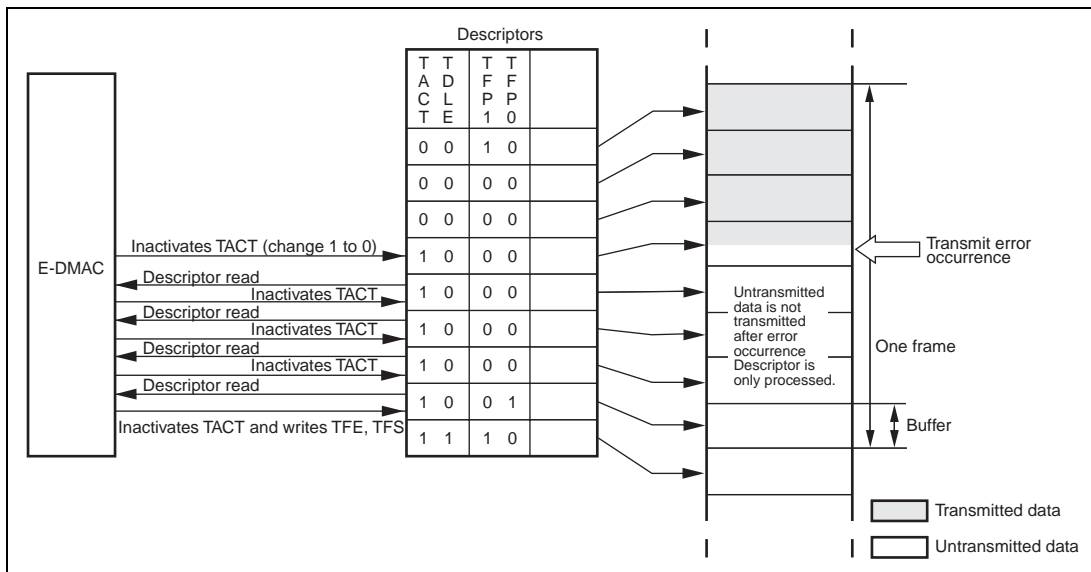 Descriptors
TACT TDLE TFP1 TFP0
0 0 1 0
0 0 0 0
0 0 0 0
1 0 0 0
1 0 0 0
1 0 0 0
1 0 0 0
1 0 0 1
1 1 1 0
E-DMAC
Inactivates TACT (change 1 to 0)
Descriptor read
Inactivates TACT
Descriptor read
Inactivates TACT
Descriptor read
Inactivates TACT
Descriptor read
Inactivates TACT and writes TFE, TFS
Transmit error
occurrence
Untransmitted
data is not
transmitted
after error
occurrence
Descriptor is
only processed.
One frame
Buffer
Transmitted data
Untransmitted data